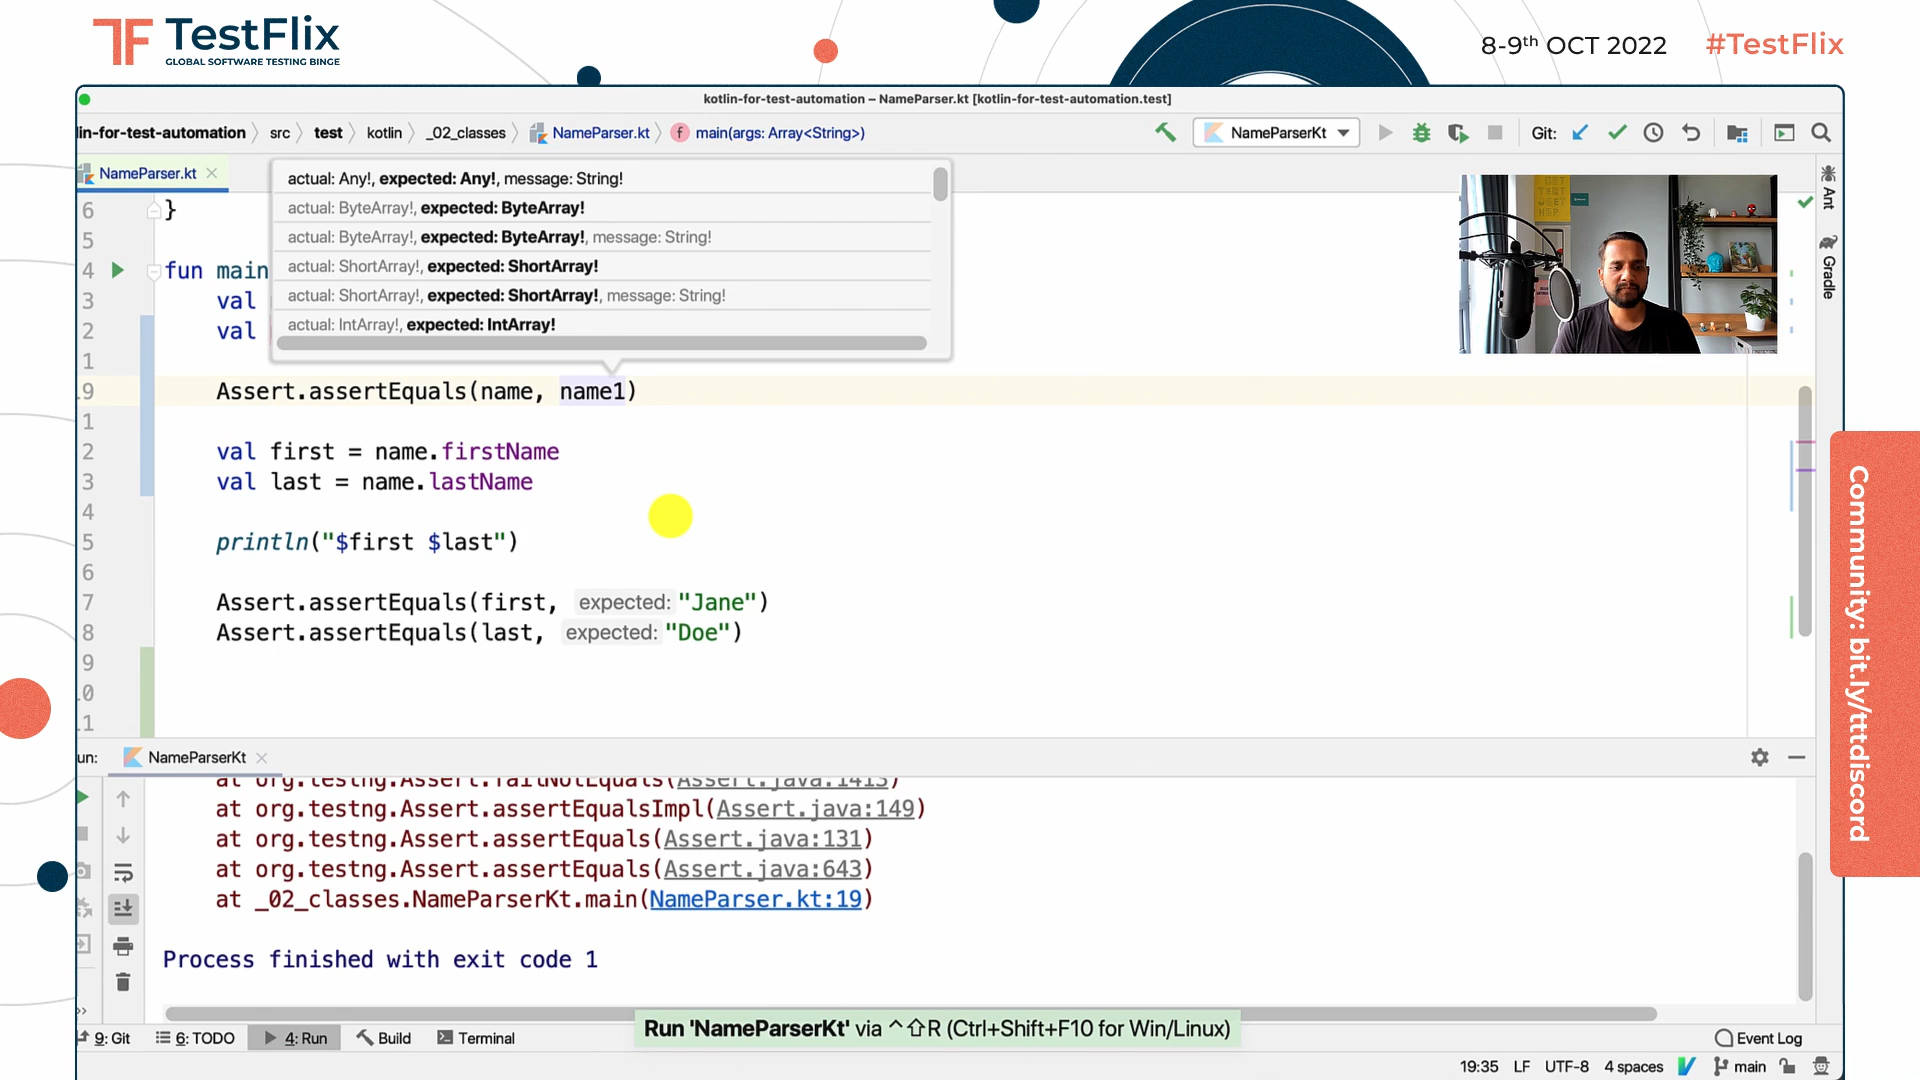 TestFlix
GLOBAL SOFTWARE TESTING BINGE
8-9th OCT 2022
#TestFlix
kotlin-for-test-automation – NameParser.kt [kotlin-for-test-automation.test]
lin-for-test-automation
src
test
kotlin
_02_classes
NameParser.kt
f
main(args: Array<String>)
NameParserKt
Git:
NameParser.kt
actual: Any!, expected: Any!, message: String!
actual: ByteArray!, expected: ByteArray!
actual: ByteArray!, expected: ByteArray!, message: String!
actual: ShortArray!, expected: ShortArray!
actual: ShortArray!, expected: ShortArray!, message: String!
actual: IntArray!, expected: IntArray!
6 }
5
4 fun main
3 val
2 val
1
19 Assert.assertEquals(name, name1)
1
2 val first = name.firstName
3 val last = name.lastName
4
5 println("$first $last")
6
7 Assert.assertEquals(first, expected: "Jane")
8 Assert.assertEquals(last, expected: "Doe")
9
10
11
Ant
Gradle
Community: bit.ly/tttdiscord
un:
NameParserKt
at org.testng.Assert.failNotEquals(Assert.java:1413)
at org.testng.Assert.assertEqualsImpl(Assert.java:149)
at org.testng.Assert.assertEquals(Assert.java:131)
at org.testng.Assert.assertEquals(Assert.java:643)
at _02_classes.NameParserKt.main(NameParser.kt:19)
Process finished with exit code 1
9: Git
6: TODO
4: Run
Build
Terminal
Run 'NameParserKt' via ^⇧R (Ctrl+Shift+F10 for Win/Linux)
Event Log
19:35
LF
UTF-8
4 spaces
main